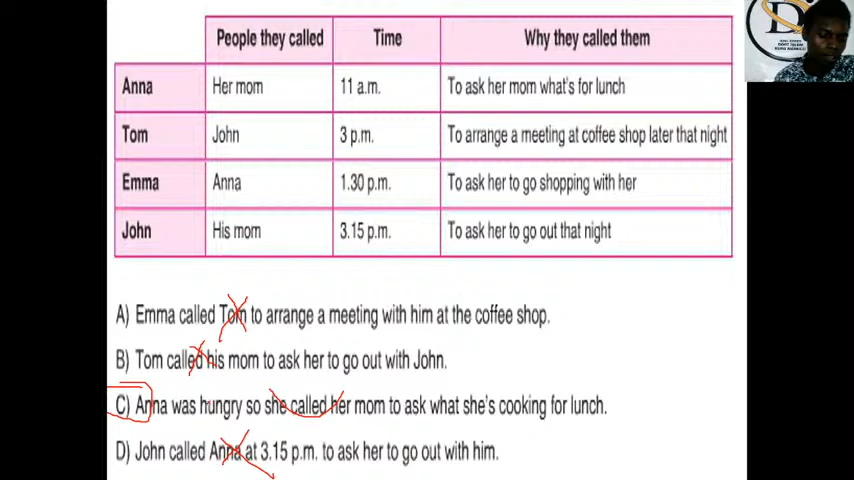 People they called Time Why they called them
Anna Her mom 11 a.m. To ask her mom what's for lunch
Tom John 3 p.m. To arrange a meeting at coffee shop later that night
Emma Anna 1.30 p.m. To ask her to go shopping with her
John His mom 3.15 p.m. To ask her to go out that night
A) Emma called Tom to arrange a meeting with him at the coffee shop.
B) Tom called his mom to ask her to go out with John.
C) Anna was hungry so she called her mom to ask what she's cooking for lunch.
D) John called Anna at 3.15 p.m. to ask her to go out with him.